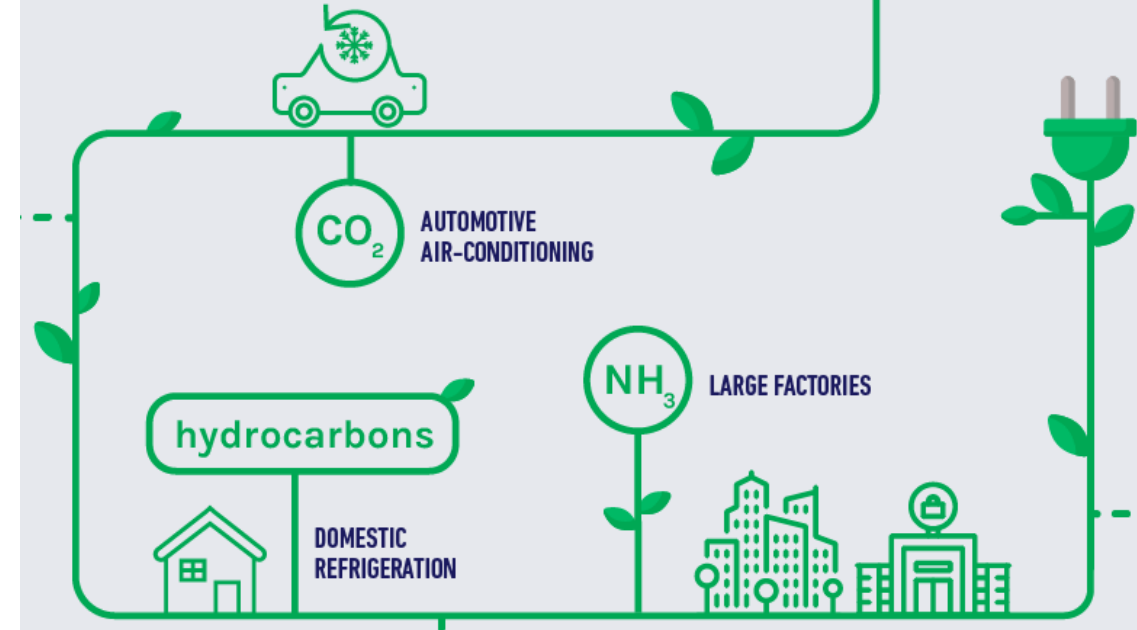 CO₂
AUTOMOTIVE
AIR-CONDITIONING
NH₃
LARGE FACTORIES
hydrocarbons
DOMESTIC
REFRIGERATION